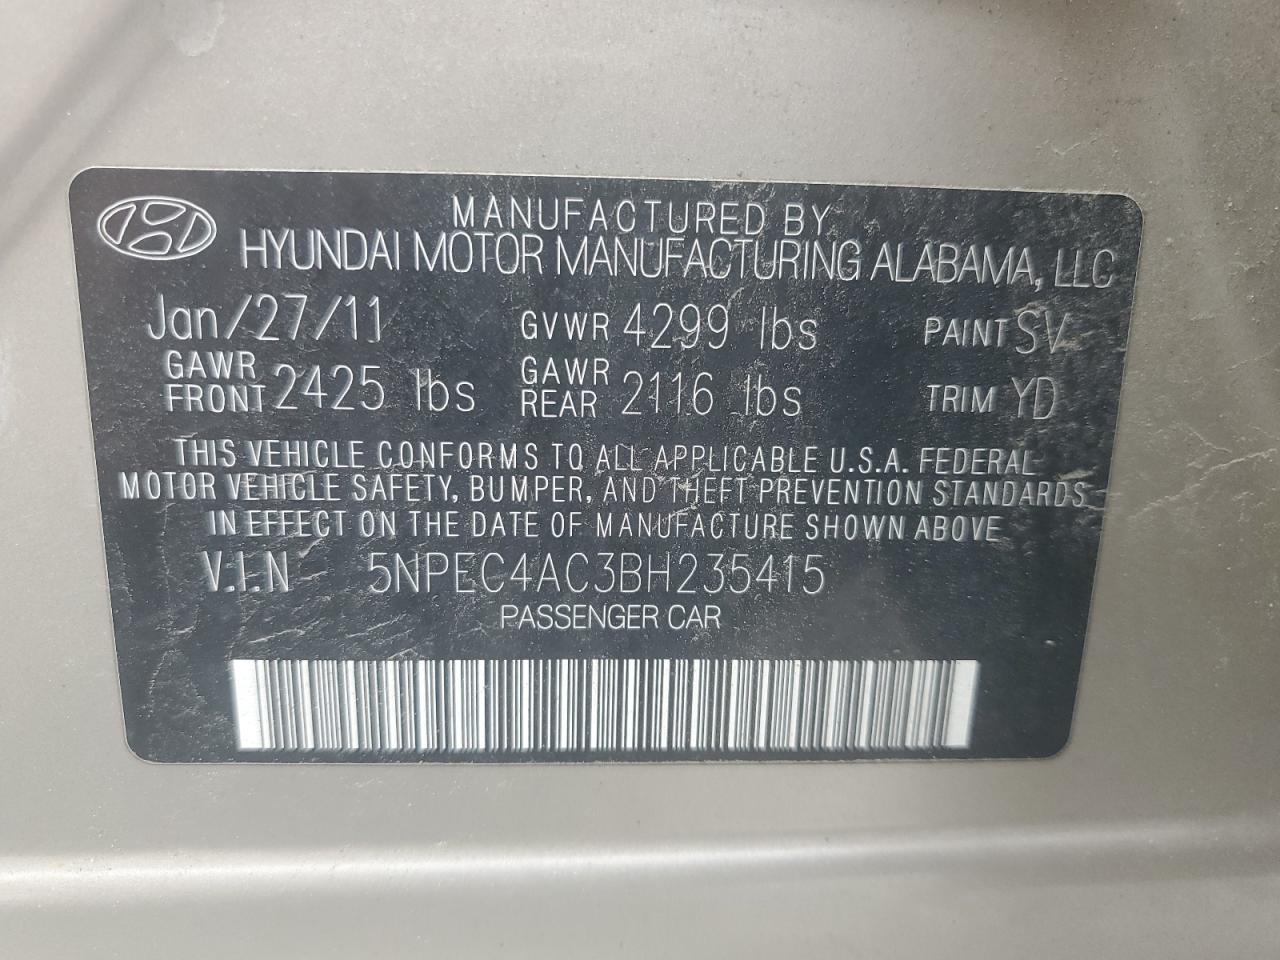 MANUFACTURED BY
HYUNDAI MOTOR MANUFACTURING ALABAMA, LLC
Jan/27/11 GVWR 4299 lbs PAINT SV
GAWR FRONT 2425 lbs GAWR REAR 2116 lbs TRIM YD
THIS VEHICLE CONFORMS TO ALL APPLICABLE U.S.A. FEDERAL
MOTOR VEHICLE SAFETY, BUMPER, AND THEFT PREVENTION STANDARDS
IN EFFECT ON THE DATE OF MANUFACTURE SHOWN ABOVE
V.I.N 5NPEC4AC3BH235415
PASSENGER CAR